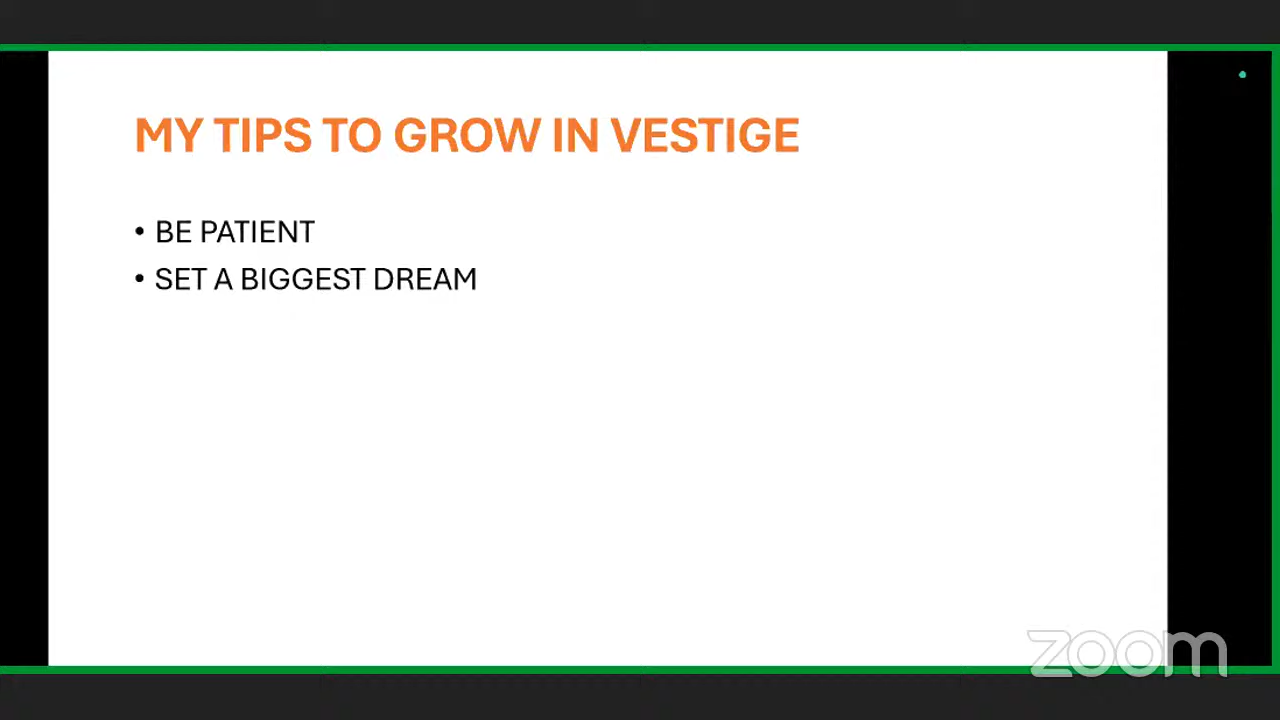 MY TIPS TO GROW IN VESTIGE
• BE PATIENT
• SET A BIGGEST DREAM
zoom